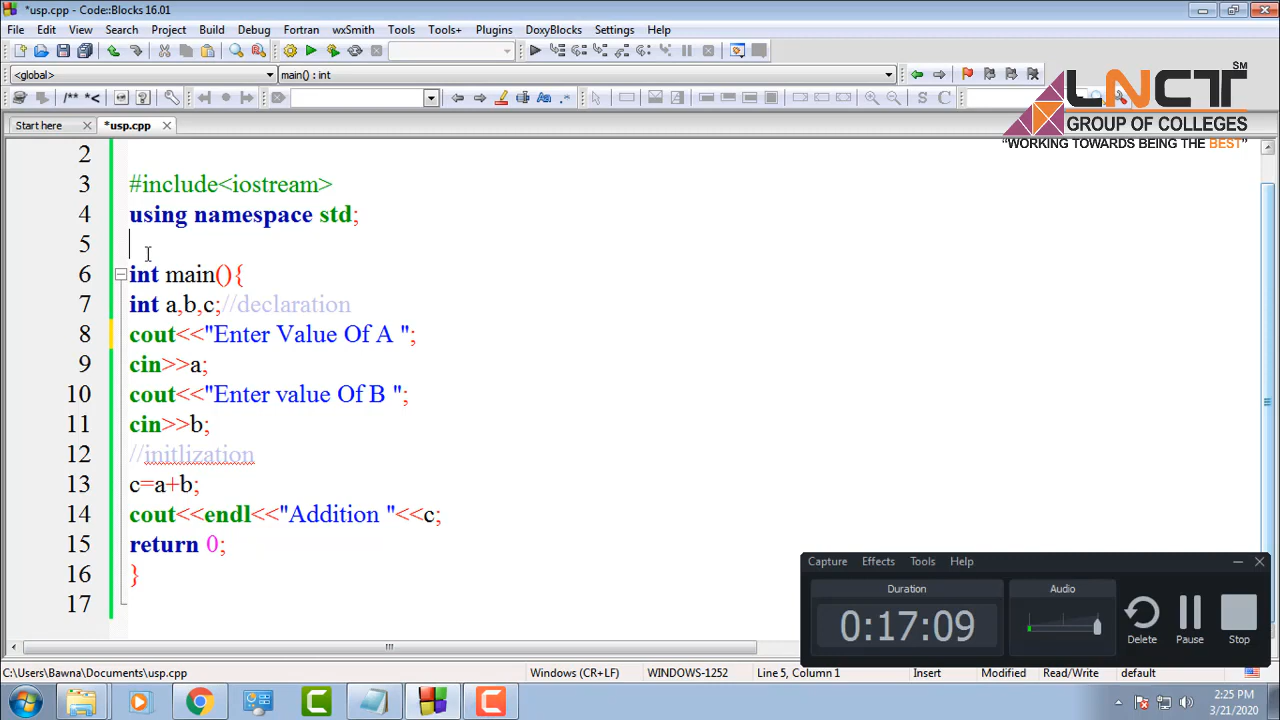 *usp.cpp - Code::Blocks 16.01
File Edit View Search Project Build Debug Fortran wxSmith Tools Tools+ Plugins DoxyBlocks Settings Help
<global> main() : int
/** *< S C
LNCT SM
GROUP OF COLLEGES
"WORKING TOWARDS BEING THE BEST"
Start here *usp.cpp
2
3 #include<iostream>
4 using namespace std;
5
6 int main(){
7 int a,b,c;//declaration
8 cout<<"Enter Value Of A ";
9 cin>>a;
10 cout<<"Enter value Of B ";
11 cin>>b;
12 //initlization
13 c=a+b;
14 cout<<endl<<"Addition "<<c;
15 return 0;
16 }
17
Capture Effects Tools Help
Duration Audio
0:17:09
Delete Pause Stop
C:\Users\Bawna\Documents\usp.cpp Windows (CR+LF) WINDOWS-1252 Line 5, Column 1 Insert Read/Write default
2:25 PM
3/21/2020